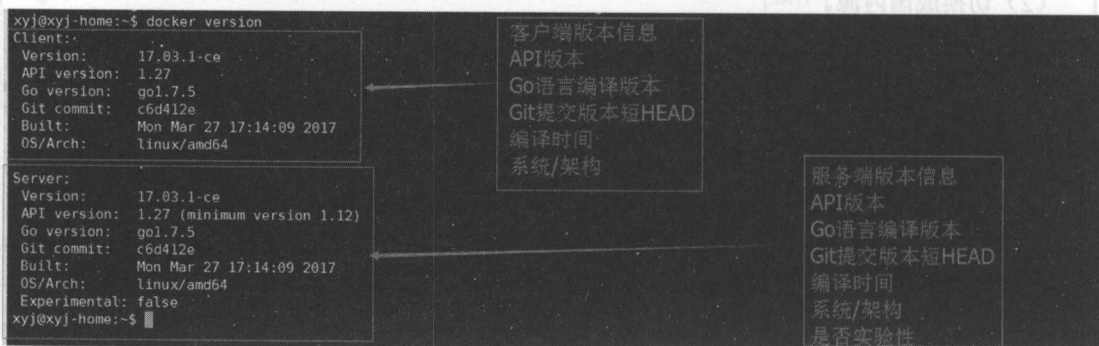 xyj@xyj-home:~$ docker version
Client:
Version: 17.03.1-ce
API version: 1.27
Go version: go1.7.5
Git commit: c6d412e
Built: Mon Mar 27 17:14:09 2017
OS/Arch: linux/amd64
Server:
Version: 17.03.1-ce
API version: 1.27 (minimum version 1.12)
Go version: go1.7.5
Git commit: c6d412e
Built: Mon Mar 27 17:14:09 2017
OS/Arch: linux/amd64
Experimental: false
xyj@xyj-home:~$
客户端版本信息
API版本
Go语言编译版本
Git提交版本短HEAD
编译时间
系统/架构
服务端版本信息
API版本
Go语言编译版本
Git提交版本短HEAD
编译时间
系统/架构
是否实验性